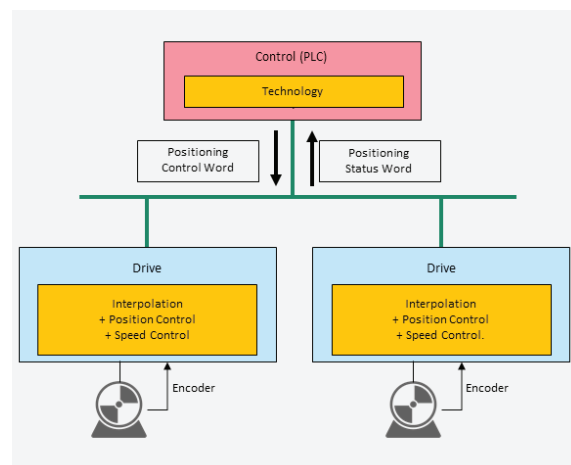 Control (PLC)
Technology
Positioning
Control Word
Positioning
Status Word
Drive
Interpolation
+ Position Control
+ Speed Control
Encoder
Drive
Interpolation
+ Position Control
+ Speed Control.
Encoder